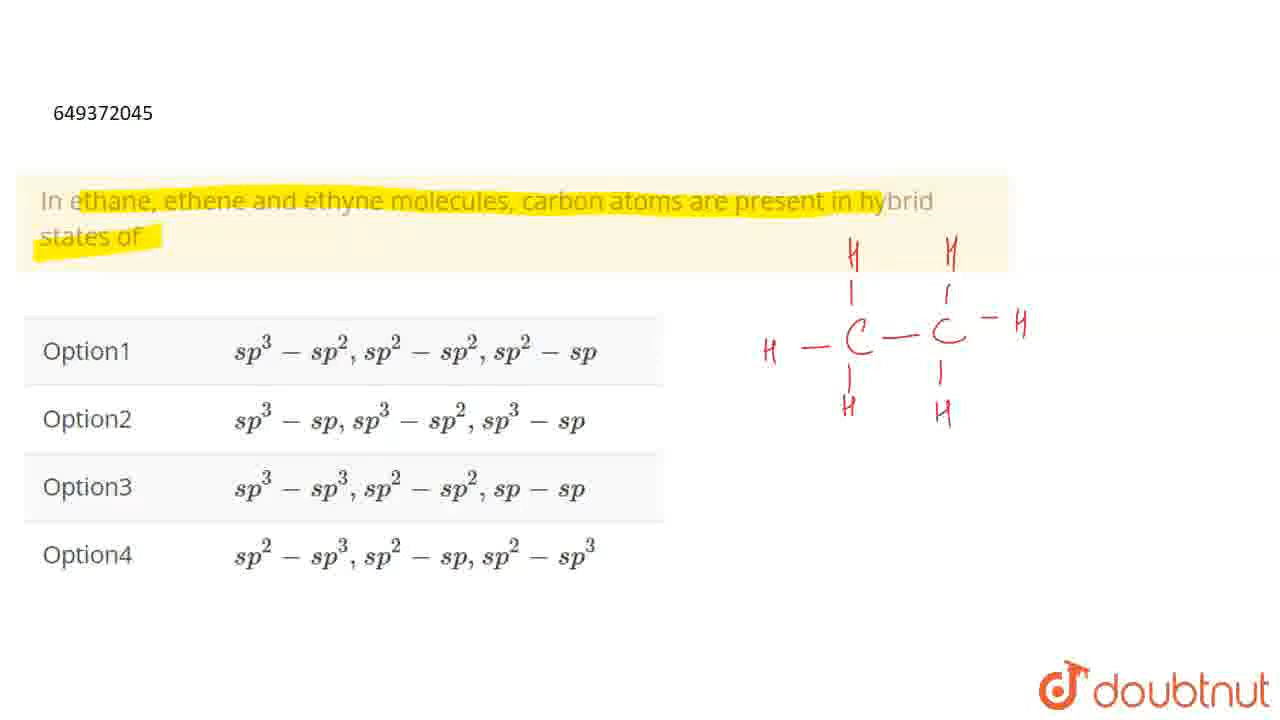 649372045
In ethane, ethene and ethyne molecules, carbon atoms are present in hybrid
states of
Option1 sp³ − sp², sp² − sp², sp² − sp
Option2 sp³ − sp, sp³ − sp², sp³ − sp
Option3 sp³ − sp³, sp² − sp², sp − sp
Option4 sp² − sp³, sp² − sp, sp² − sp³
H H
H — C — C — H
H H
doubtnut